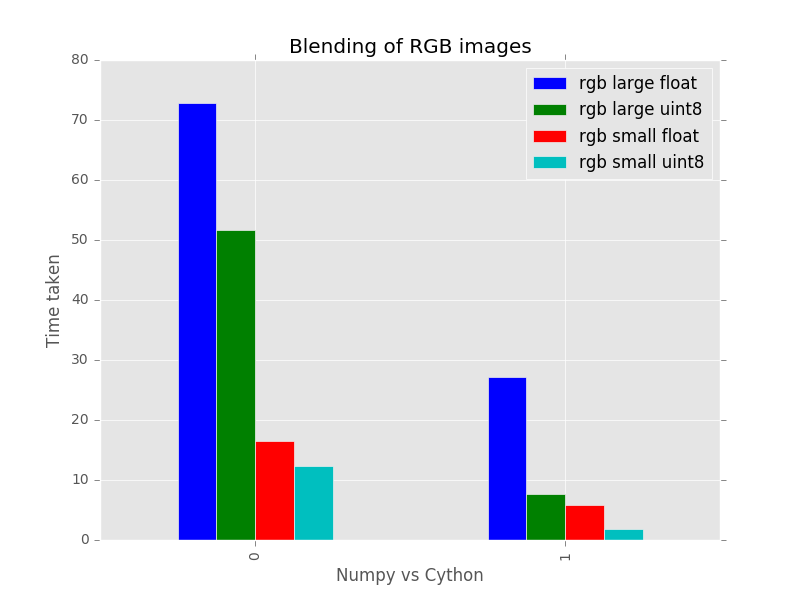 Blending of RGB images
rgb large float
rgb large uint8
rgb small float
rgb small uint8
80
70
60
50
40
30
20
10
0
Time taken
0
1
Numpy vs Cython